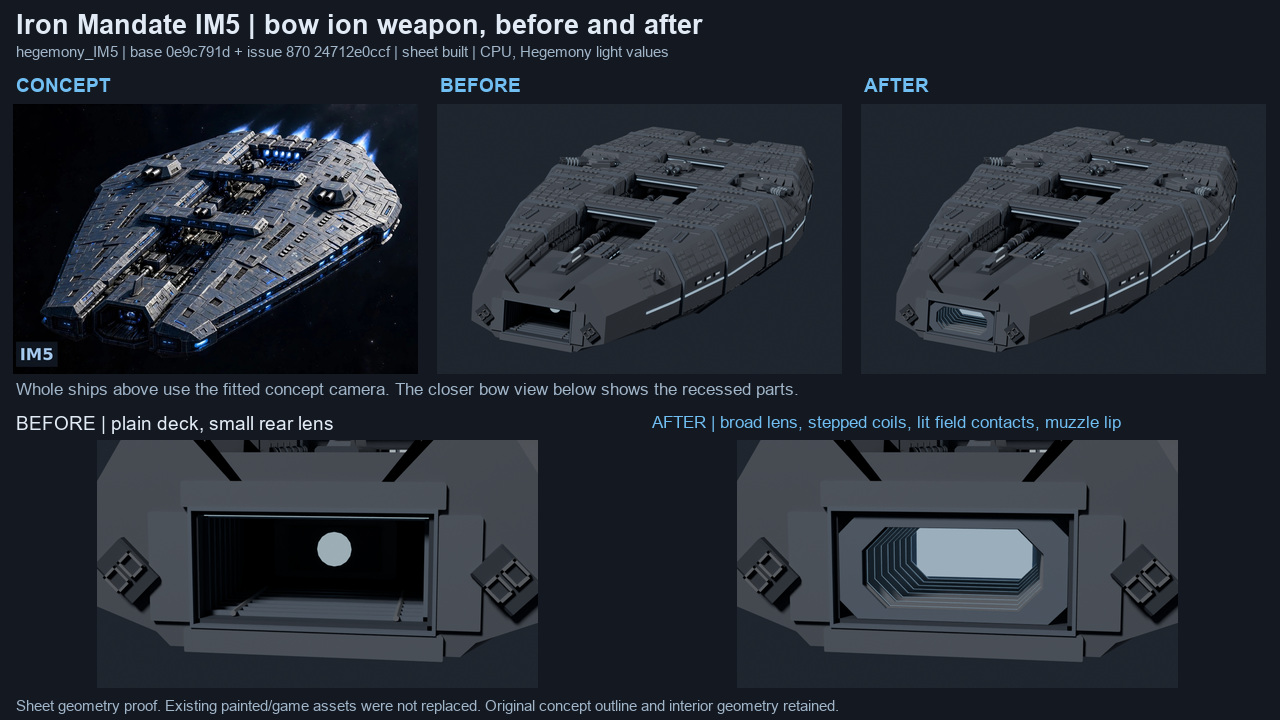 Iron Mandate IM5 | bow ion weapon, before and after
hegemony_IM5 | base 0e9c791d + issue 870 24712e0ccf | sheet built | CPU, Hegemony light values
CONCEPT
BEFORE
AFTER
IM5
Whole ships above use the fitted concept camera. The closer bow view below shows the recessed parts.
BEFORE | plain deck, small rear lens
AFTER | broad lens, stepped coils, lit field contacts, muzzle lip
Sheet geometry proof. Existing painted/game assets were not replaced. Original concept outline and interior geometry retained.